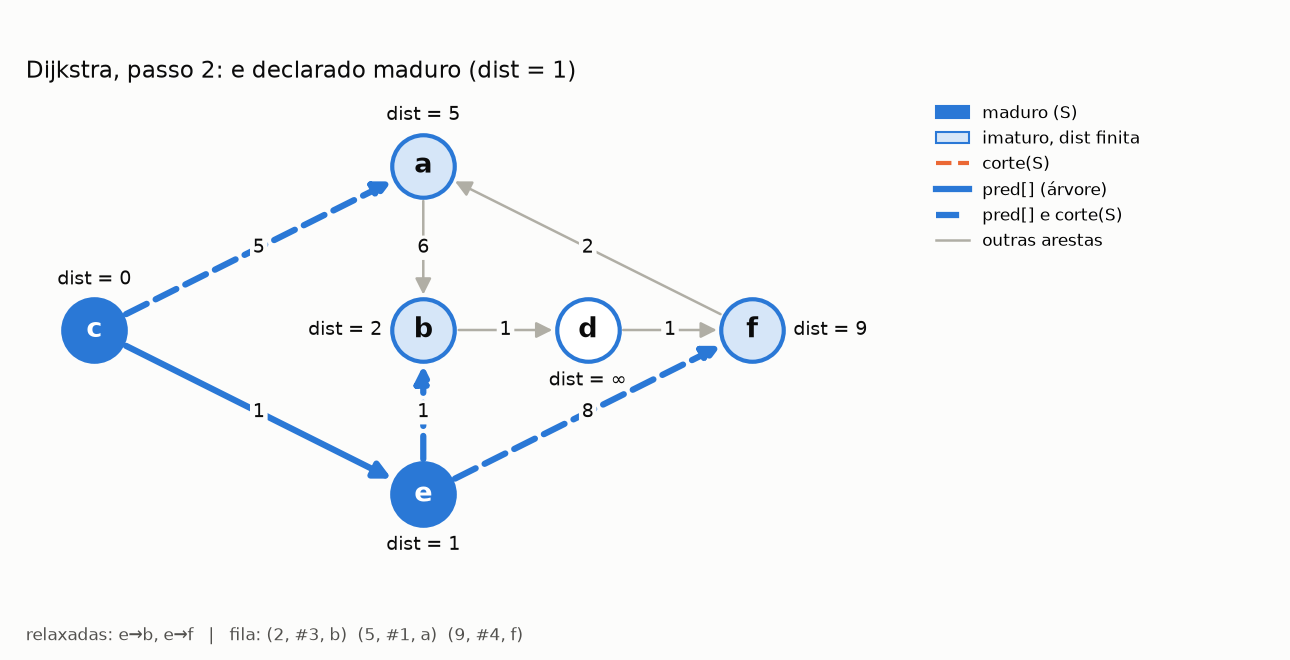 Dijkstra, passo 2: e declarado maduro (dist = 1)
dist = 5
maduro (S)
imaturo, dist finita
corte(S)
pred[] (árvore)
pred[] e corte(S)
outras arestas
a
5
6
2
dist = 0
c
dist = 2
b
1
d
1
f
dist = 9
dist = ∞
1
1
8
e
dist = 1
relaxadas: e→b, e→f | fila: (2, #3, b) (5, #1, a) (9, #4, f)